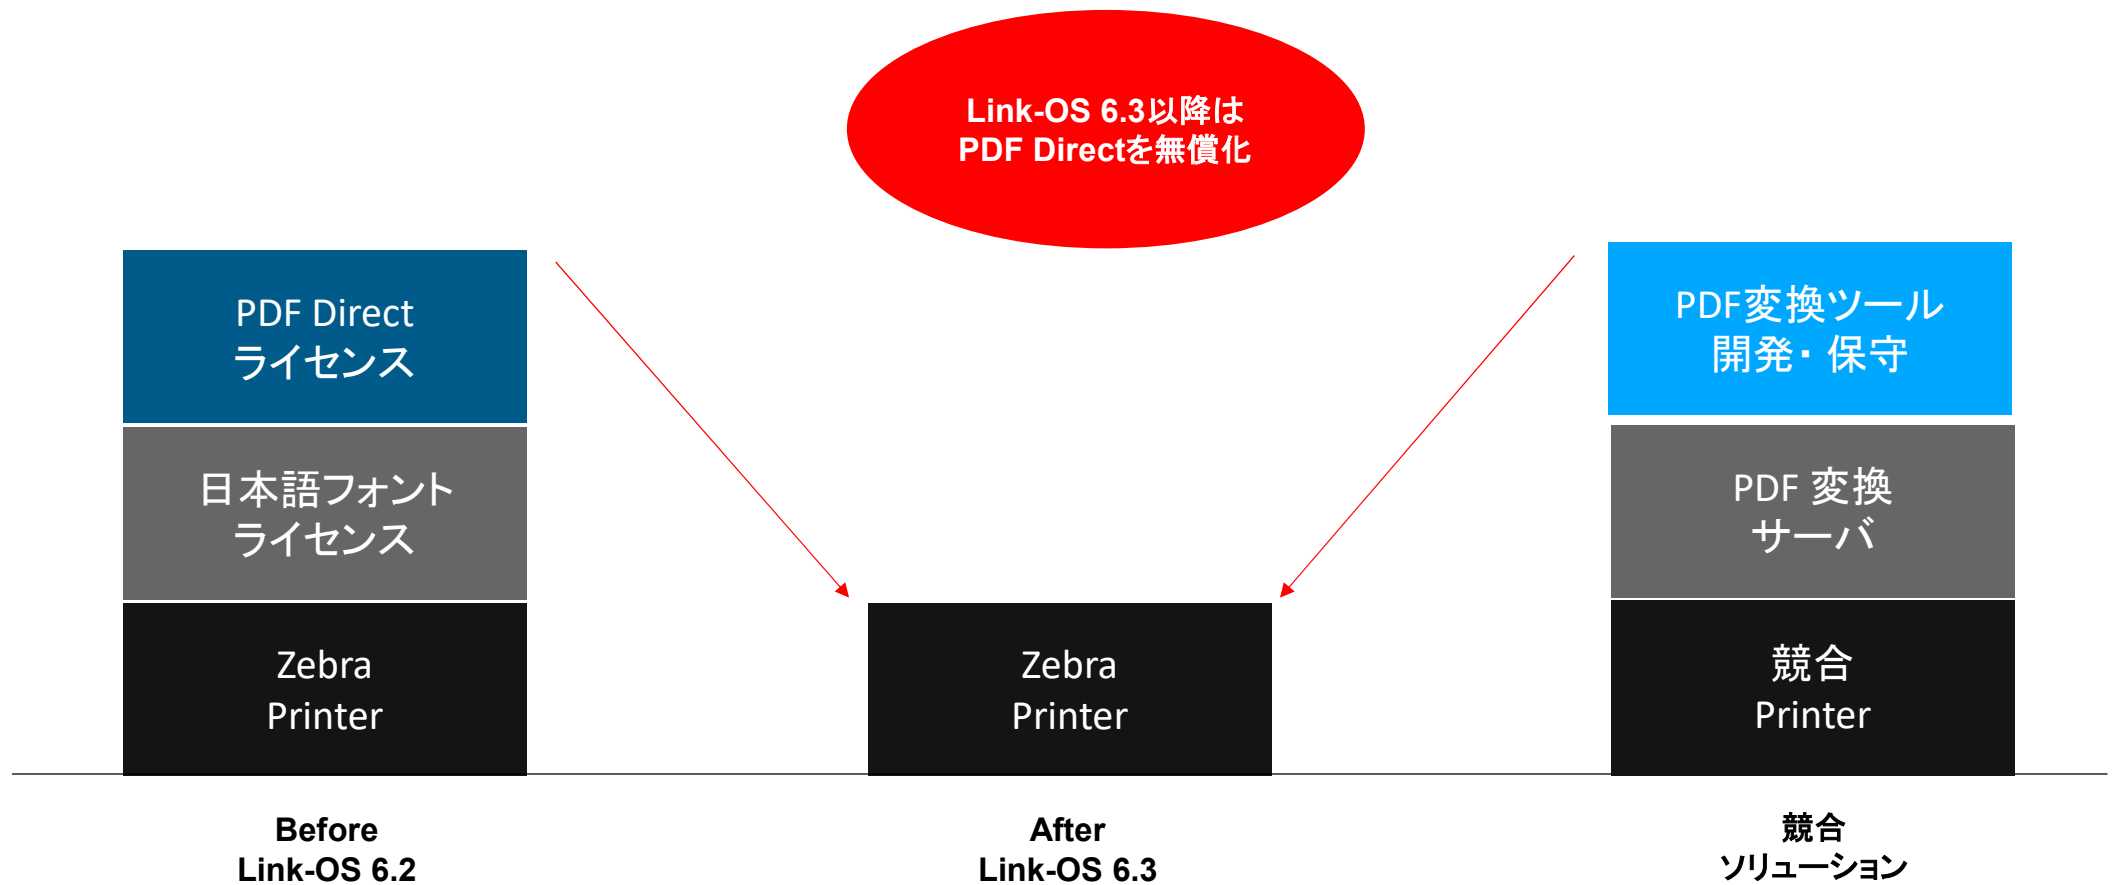 Link-OS 6.3以降は
PDF Directを無償化
PDF Direct
ライセンス
日本語フォント
ライセンス
Zebra
Printer
Before
Link-OS 6.2
Zebra
Printer
After
Link-OS 6.3
PDF変換ツール
開発・保守
PDF 変換
サーバ
競合
Printer
競合
ソリューション